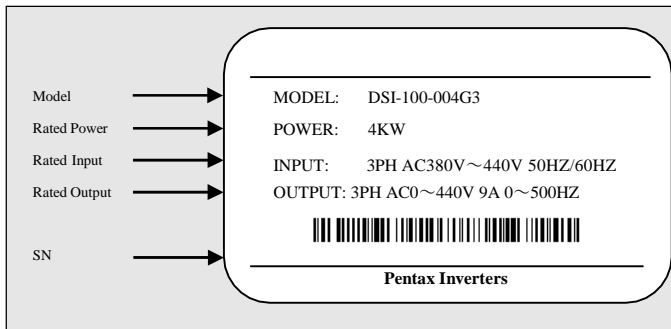 Model
MODEL: DSI-100-004G3
Rated Power
POWER: 4KW
Rated Input
INPUT: 3PH AC380V～440V 50HZ/60HZ
Rated Output
OUTPUT: 3PH AC0～440V 9A 0～500HZ
SN
Pentax Inverters